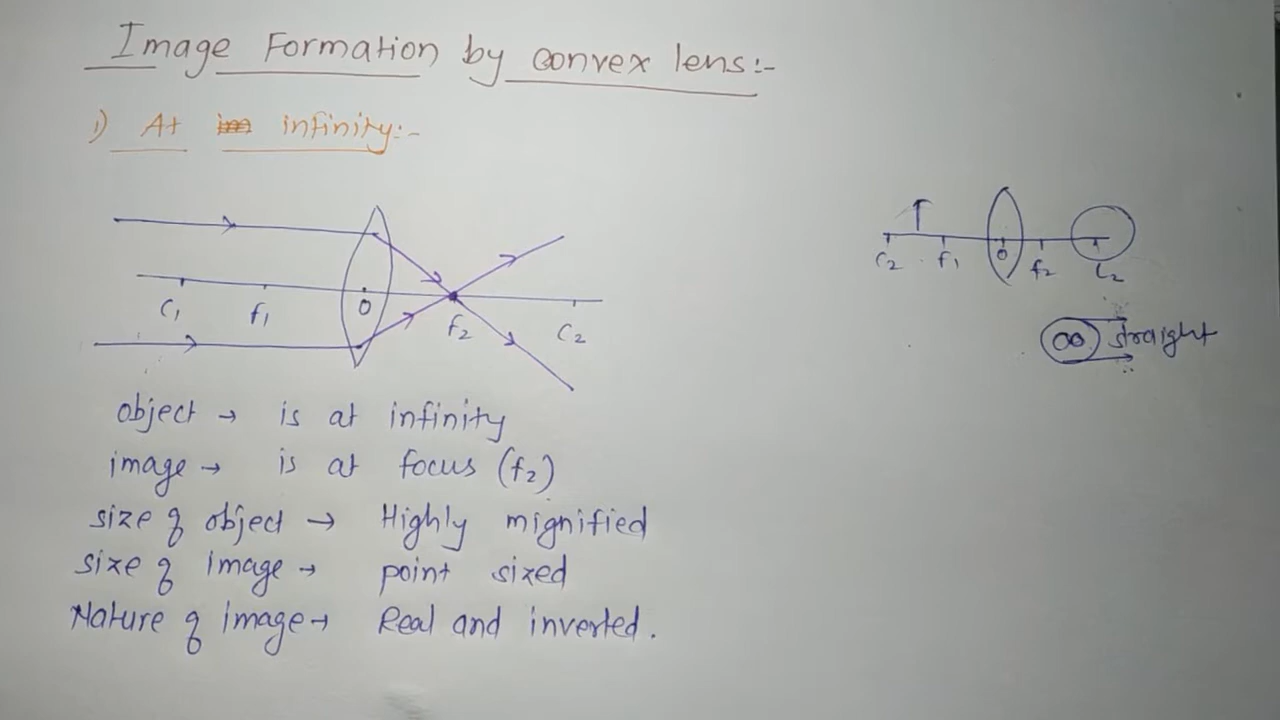 Image Formation by convex lens:-
1) At im infinity:-
C₁ f₁ O f₂ C₂
C₂ f₁ O f₂ C₂
∞ straight
object → is at infinity
image → is at focus (f₂)
size of object → Highly mignified
size of image → point sized
Nature of image → Real and inverted.